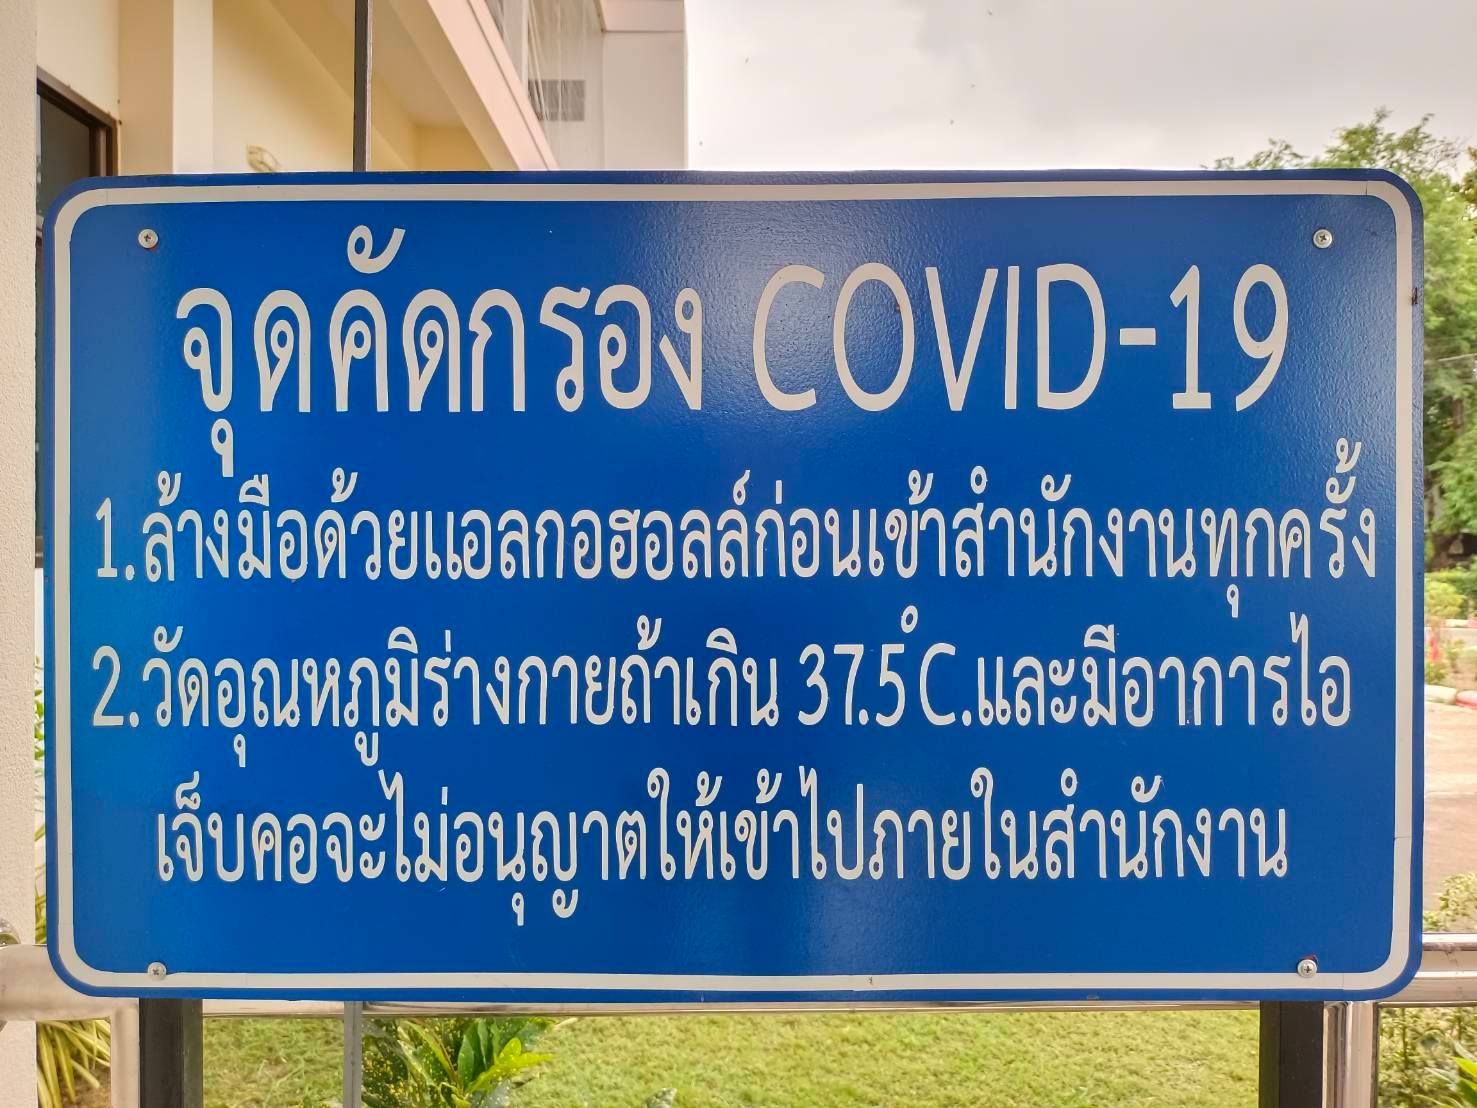 จุดคัดกรอง COVID-19
1.ล้างมือด้วยแอลกอฮอลล์ก่อนเข้าสำนักงานทุกครั้ง
2.วัดอุณหภูมิร่างกายถ้าเกิน 37.5 ํC.และมีอาการไอ
เจ็บคอจะไม่อนุญาตให้เข้าไปภายในสำนักงาน